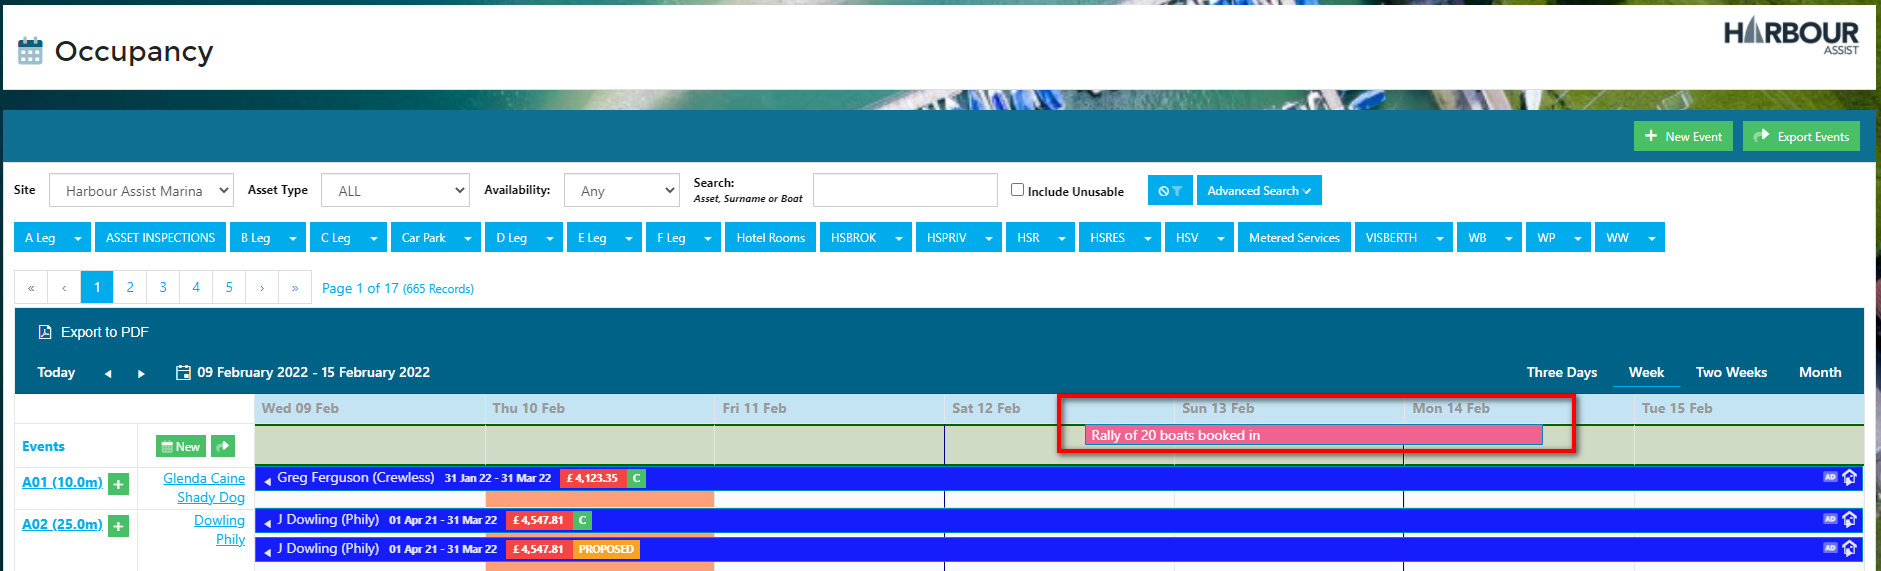 Occupancy
HARBOUR
ASSIST
New Event
Export Events
Site
Harbour Assist Marina
Asset Type
ALL
Availability:
Any
Search:
Asset, Surname or Boat
Include Unusable
Advanced Search
A Leg
ASSET INSPECTIONS
B Leg
C Leg
Car Park
D Leg
E Leg
F Leg
Hotel Rooms
HSBROK
HSPRIV
HSR
HSRES
HSV
Metered Services
VISBERTH
WB
WP
WW
« ‹ 1 2 3 4 5 › » Page 1 of 17 (665 Records)
Export to PDF
Today
09 February 2022 - 15 February 2022
Three Days
Week
Two Weeks
Month
Wed 09 Feb
Thu 10 Feb
Fri 11 Feb
Sat 12 Feb
Sun 13 Feb
Mon 14 Feb
Tue 15 Feb
Events
New
Rally of 20 boats booked in
A01 (10.0m)
Glenda Caine
Shady Dog
Greg Ferguson (Crewless) 31 Jan 22 - 31 Mar 22 £ 4,123.35 C
AD
A02 (25.0m)
Dowling
Phily
J Dowling (Phily) 01 Apr 21 - 31 Mar 22 £ 4,547.81 C
AD
J Dowling (Phily) 01 Apr 21 - 31 Mar 22 £ 4,547.81 PROPOSED
AD